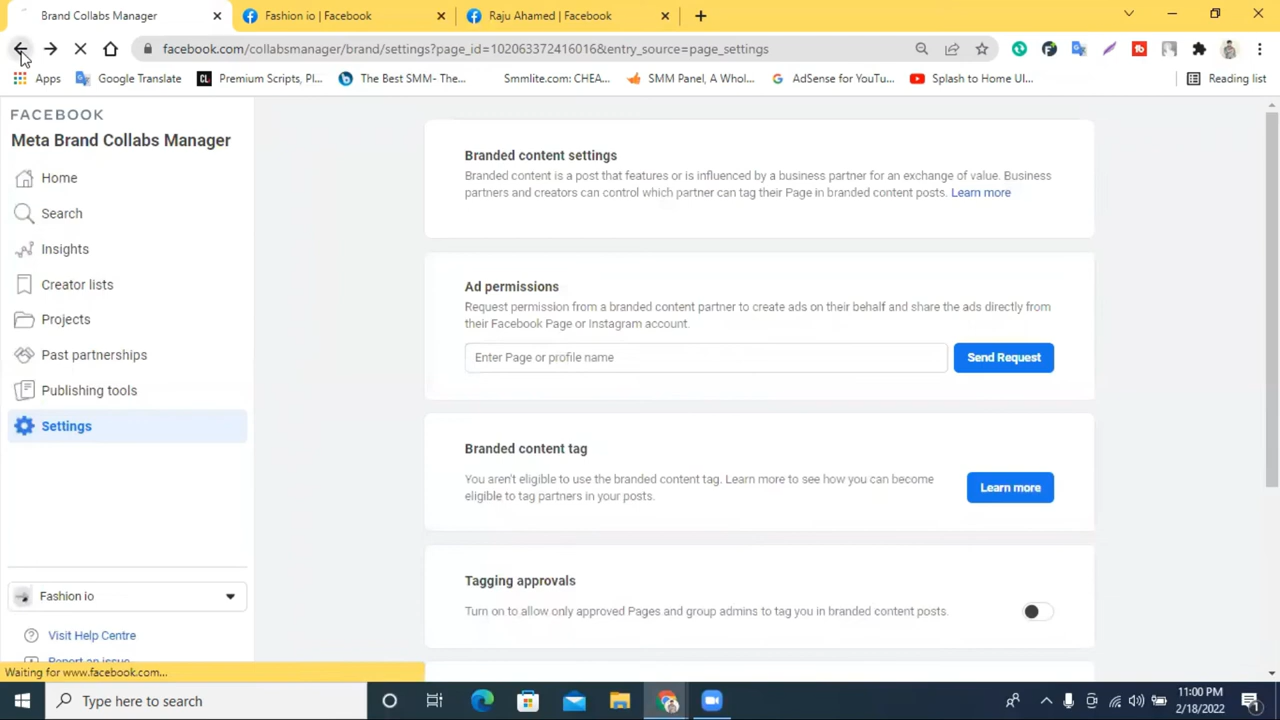 Brand Collabs Manager
Fashion io | Facebook
Raju Ahamed | Facebook
facebook.com/collabsmanager/brand/settings?page_id=102063372416016&entry_source=page_settings
Apps
Google Translate
CL Premium Scripts, Pl...
The Best SMM- The...
Smmlite.com: CHEA...
SMM Panel, A Whol...
AdSense for YouTu...
Splash to Home UI...
Reading list
FACEBOOK
Meta Brand Collabs Manager
Home
Search
Insights
Creator lists
Projects
Past partnerships
Publishing tools
Settings
Fashion io
Visit Help Centre
Report an issue
Waiting for www.facebook.com...
Branded content settings
Branded content is a post that features or is influenced by a business partner for an exchange of value. Business
partners and creators can control which partner can tag their Page in branded content posts. Learn more
Ad permissions
Request permission from a branded content partner to create ads on their behalf and share the ads directly from
their Facebook Page or Instagram account.
Enter Page or profile name
Send Request
Branded content tag
You aren't eligible to use the branded content tag. Learn more to see how you can become
eligible to tag partners in your posts.
Learn more
Tagging approvals
Turn on to allow only approved Pages and group admins to tag you in branded content posts.
Type here to search
11:00 PM
2/18/2022